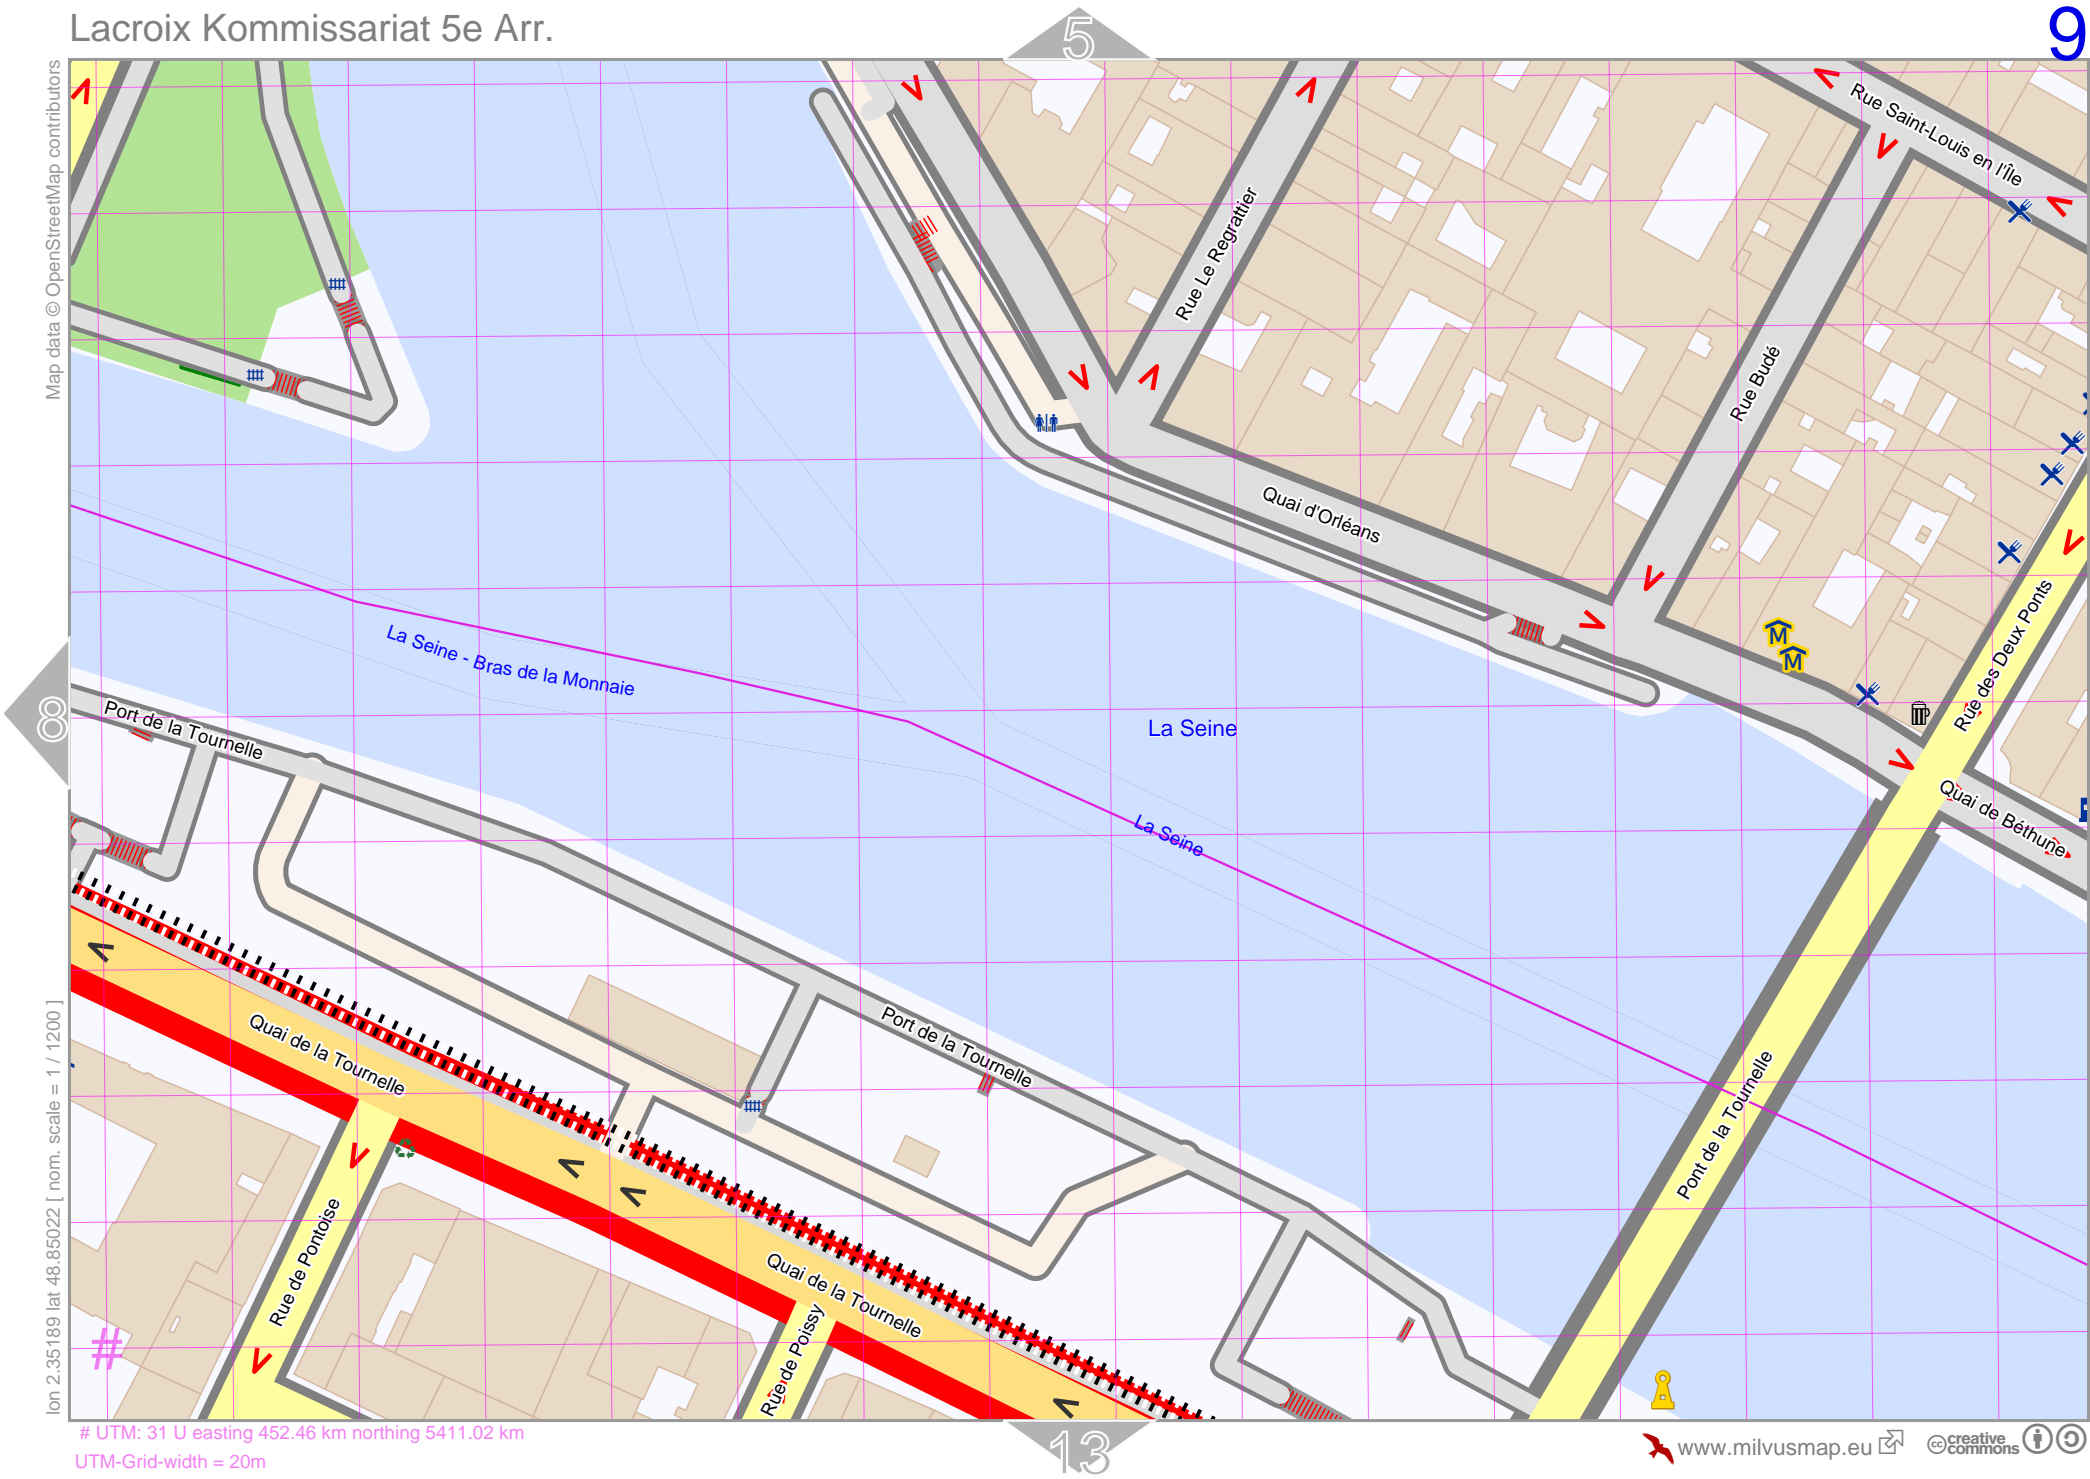 Lacroix Kommissariat 5e Arr.
5
9
Map data © OpenStreetMap contributors
Rue Saint-Louis en l'Île
Rue Le Regrattier
Rue Budé
Quai d'Orléans
Rue des Deux Ponts
M
M
La Seine - Bras de la Monnaie
La Seine
La Seine
8
Port de la Tournelle
Quai de Béthune
Quai de la Tournelle
Port de la Tournelle
Pont de la Tournelle
Rue de Pontoise
Quai de la Tournelle
Rue de Poissy
#
lon 2.35189 lat 48.85022 [ nom. scale = 1 / 1200 ]
# UTM: 31 U easting 452.46 km northing 5411.02 km
UTM-Grid-width = 20m
13
www.milvusmap.eu
cc creative commons